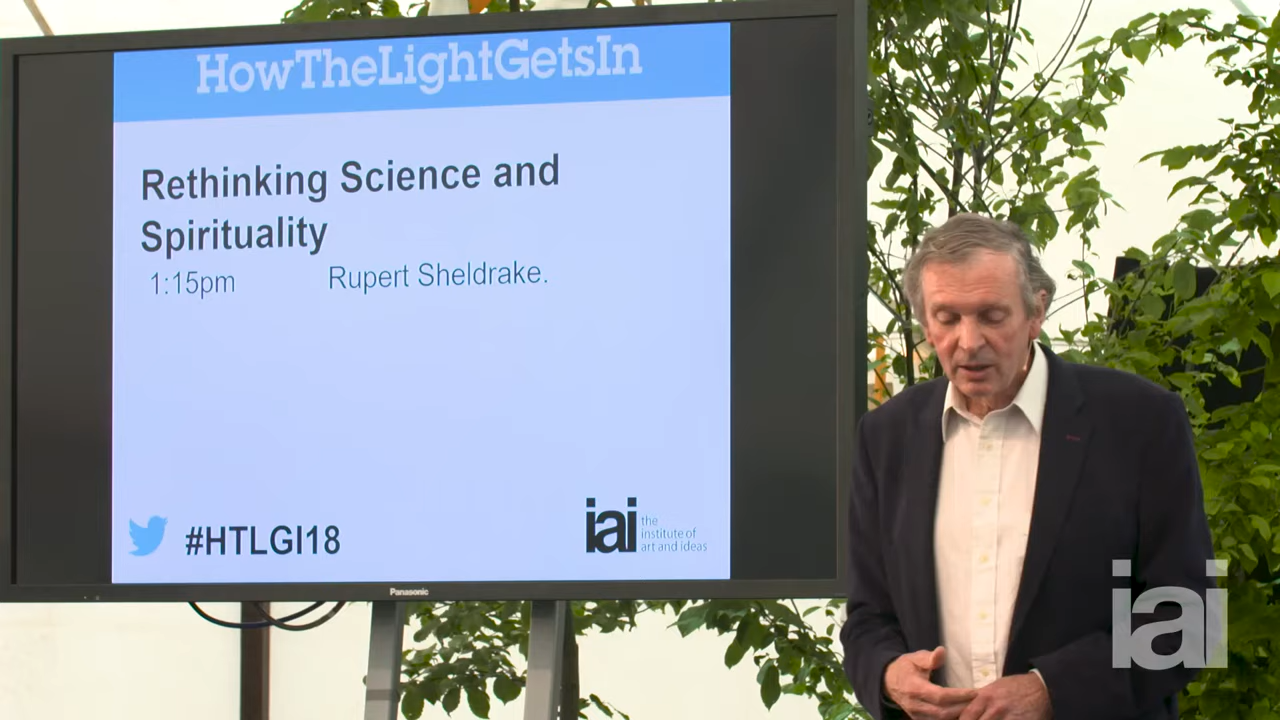 HowTheLightGetsIn
Rethinking Science and
Spirituality
1:15pm Rupert Sheldrake.
#HTLGI18
iai the
institute of
art and ideas
Panasonic
iai